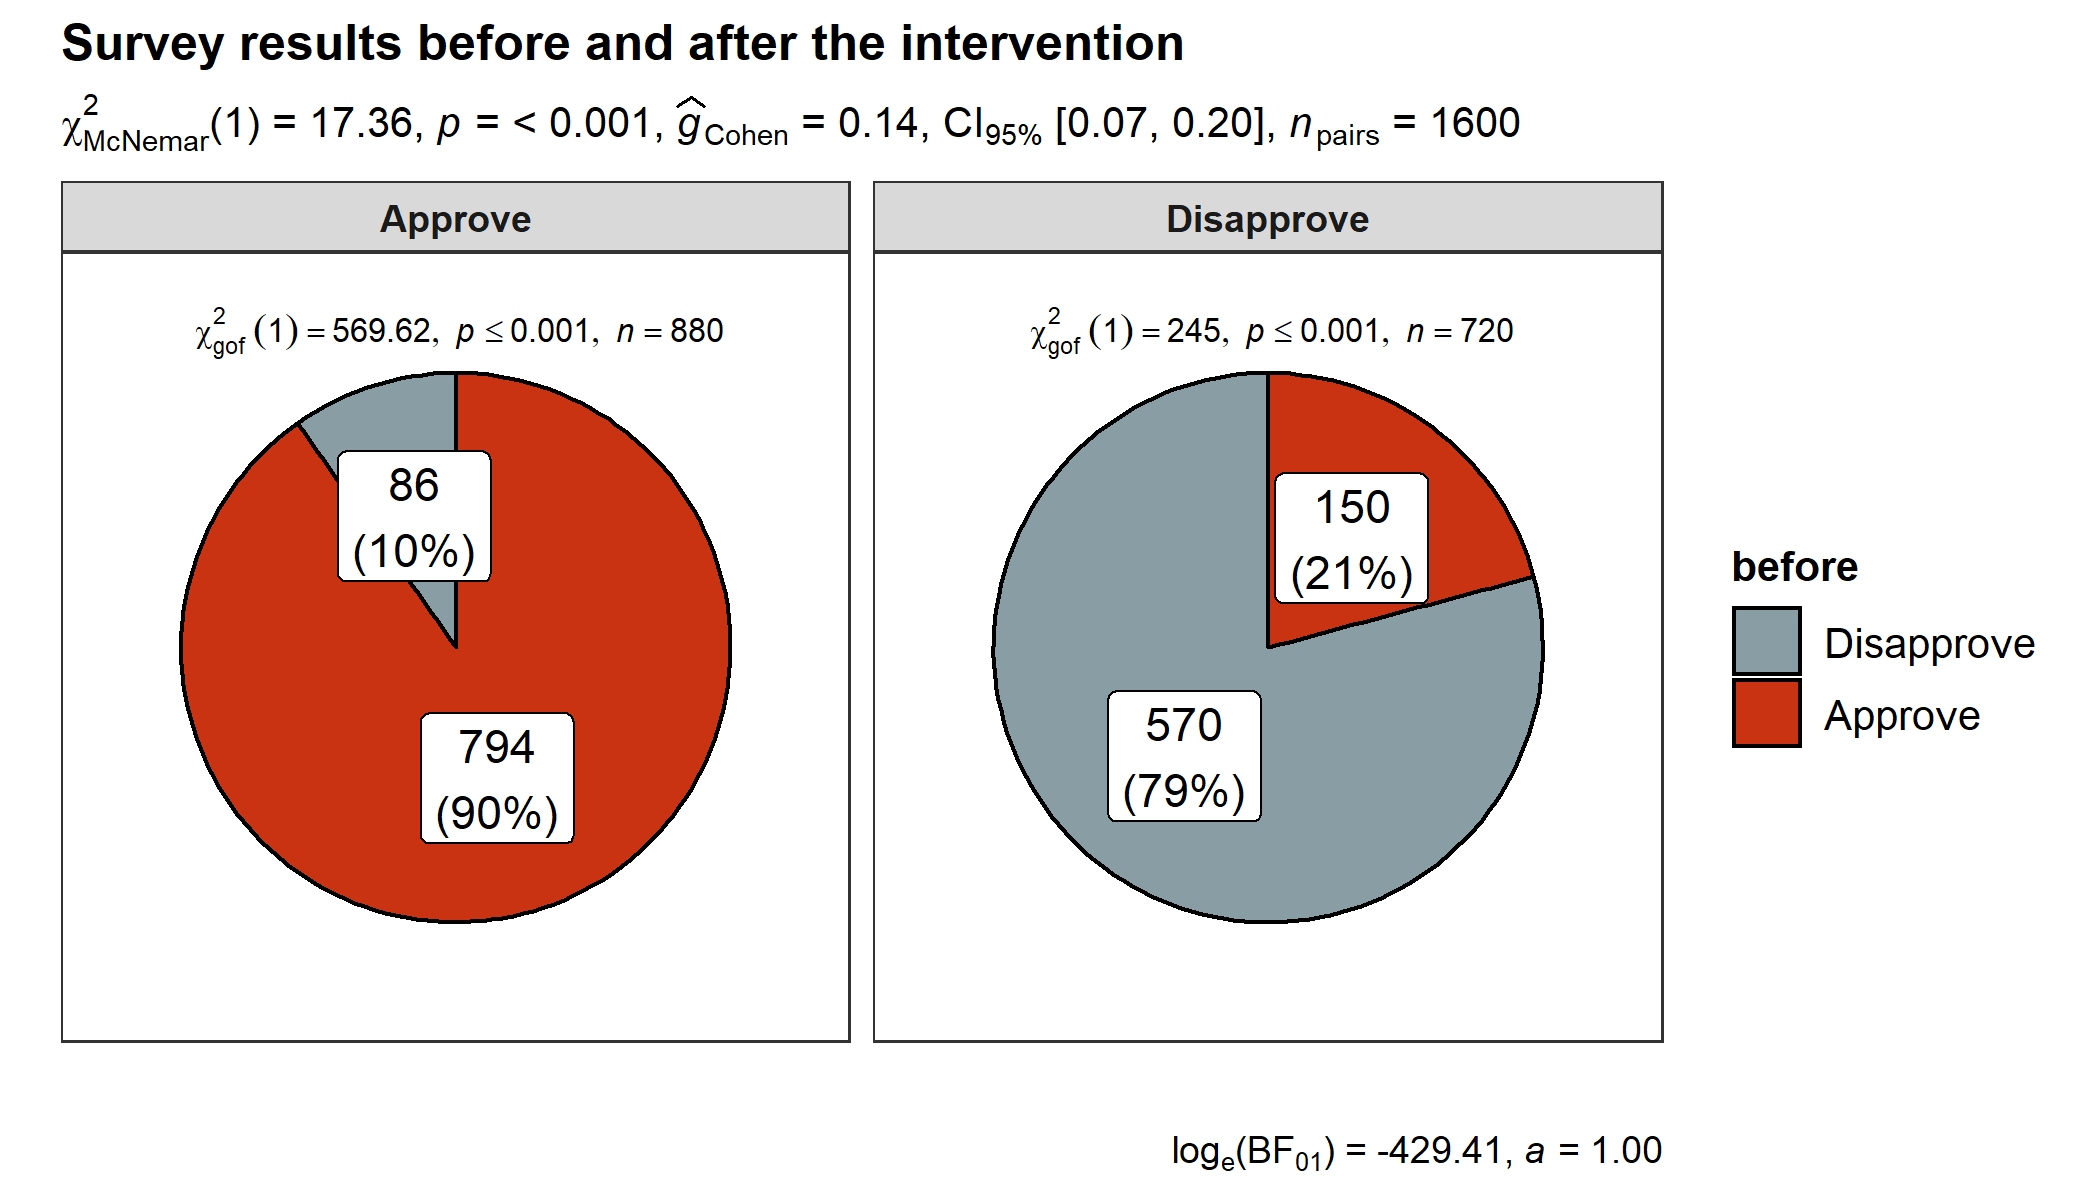 Survey results before and after the intervention
χ²McNemar(1) = 17.36, p = < 0.001, ĝCohen = 0.14, CI95% [0.07, 0.20], npairs = 1600
Approve
χ²gof (1) = 569.62, p ≤ 0.001, n = 880
86
(10%)
794
(90%)
Disapprove
χ²gof (1) = 245, p ≤ 0.001, n = 720
150
(21%)
570
(79%)
before
Disapprove
Approve
loge(BF01) = -429.41, a = 1.00